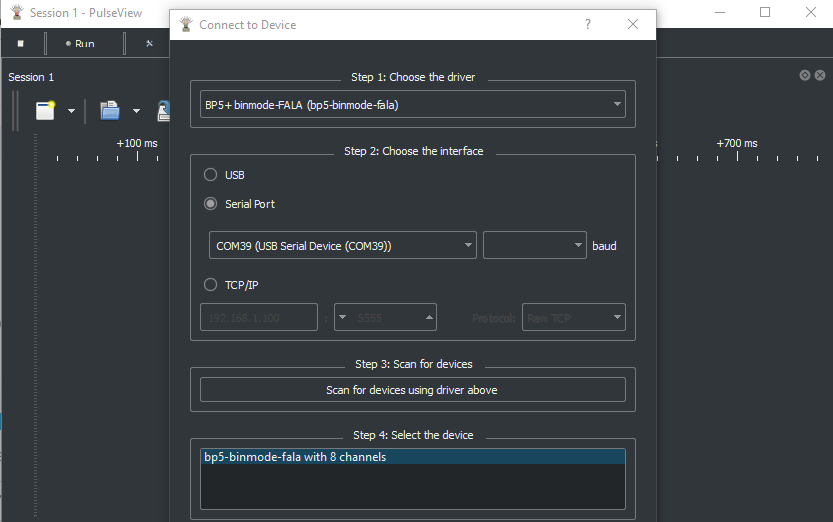 Session 1 - PulseView
Connect to Device
?
Run
Session 1
+100 ms
+700 ms
Step 1: Choose the driver
BP5+ binmode-FALA (bp5-binmode-fala)
Step 2: Choose the interface
USB
Serial Port
COM39 (USB Serial Device (COM39))
baud
TCP/IP
192.168.1.100 : 5555 Protocol: Raw TCP
Step 3: Scan for devices
Scan for devices using driver above
Step 4: Select the device
bp5-binmode-fala with 8 channels